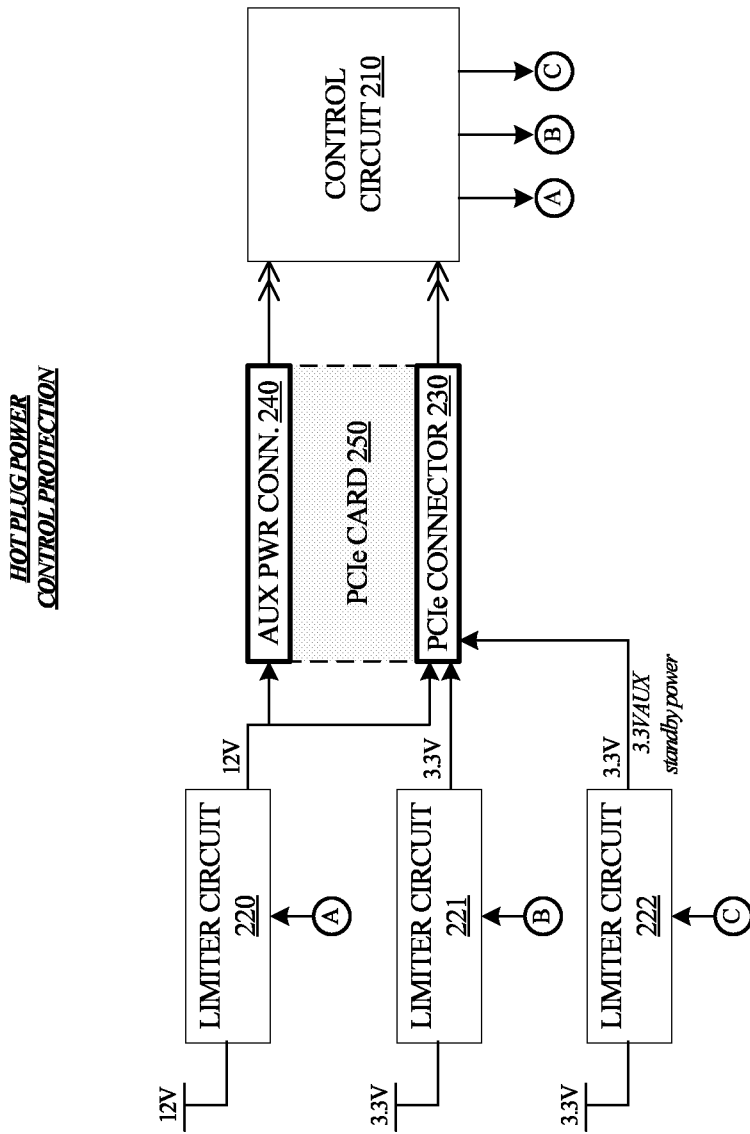 HOT PLUG POWER
CONTROL PROTECTION
12V
LIMITER CIRCUIT
220
A
12V
3.3V
LIMITER CIRCUIT
221
B
3.3V
3.3V
LIMITER CIRCUIT
222
C
3.3V
3.3VAUX
standby power
AUX PWR CONN. 240
PCIe CARD 250
PCIe CONNECTOR 230
CONTROL
CIRCUIT 210
A
B
C